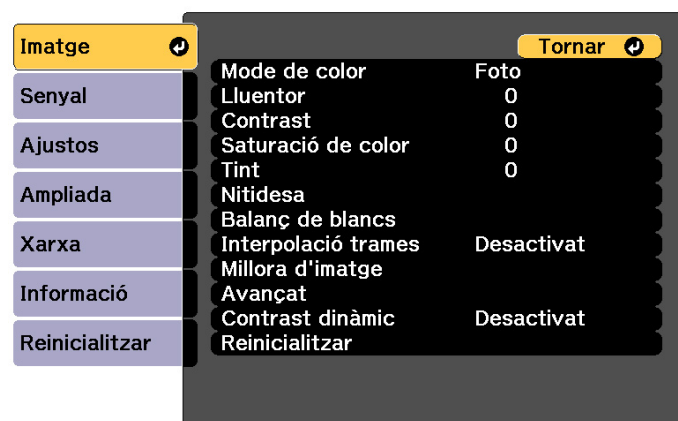 Imatge
Senyal
Ajustos
Ampliada
Xarxa
Informació
Reinicialitzar
Tornar
Mode de color Foto
Lluentor 0
Contrast 0
Saturació de color 0
Tint 0
Nitidesa
Balanç de blancs
Interpolació trames Desactivat
Millora d'imatge
Avançat
Contrast dinàmic Desactivat
Reinicialitzar